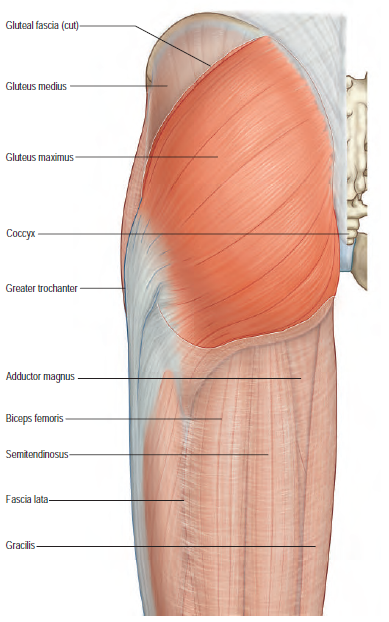 Gluteal fascia (cut)
Gluteus medius
Gluteus maximus
Coccyx
Greater trochanter
Adductor magnus
Biceps femoris
Semitendinosus
Fascia lata
Gracilis